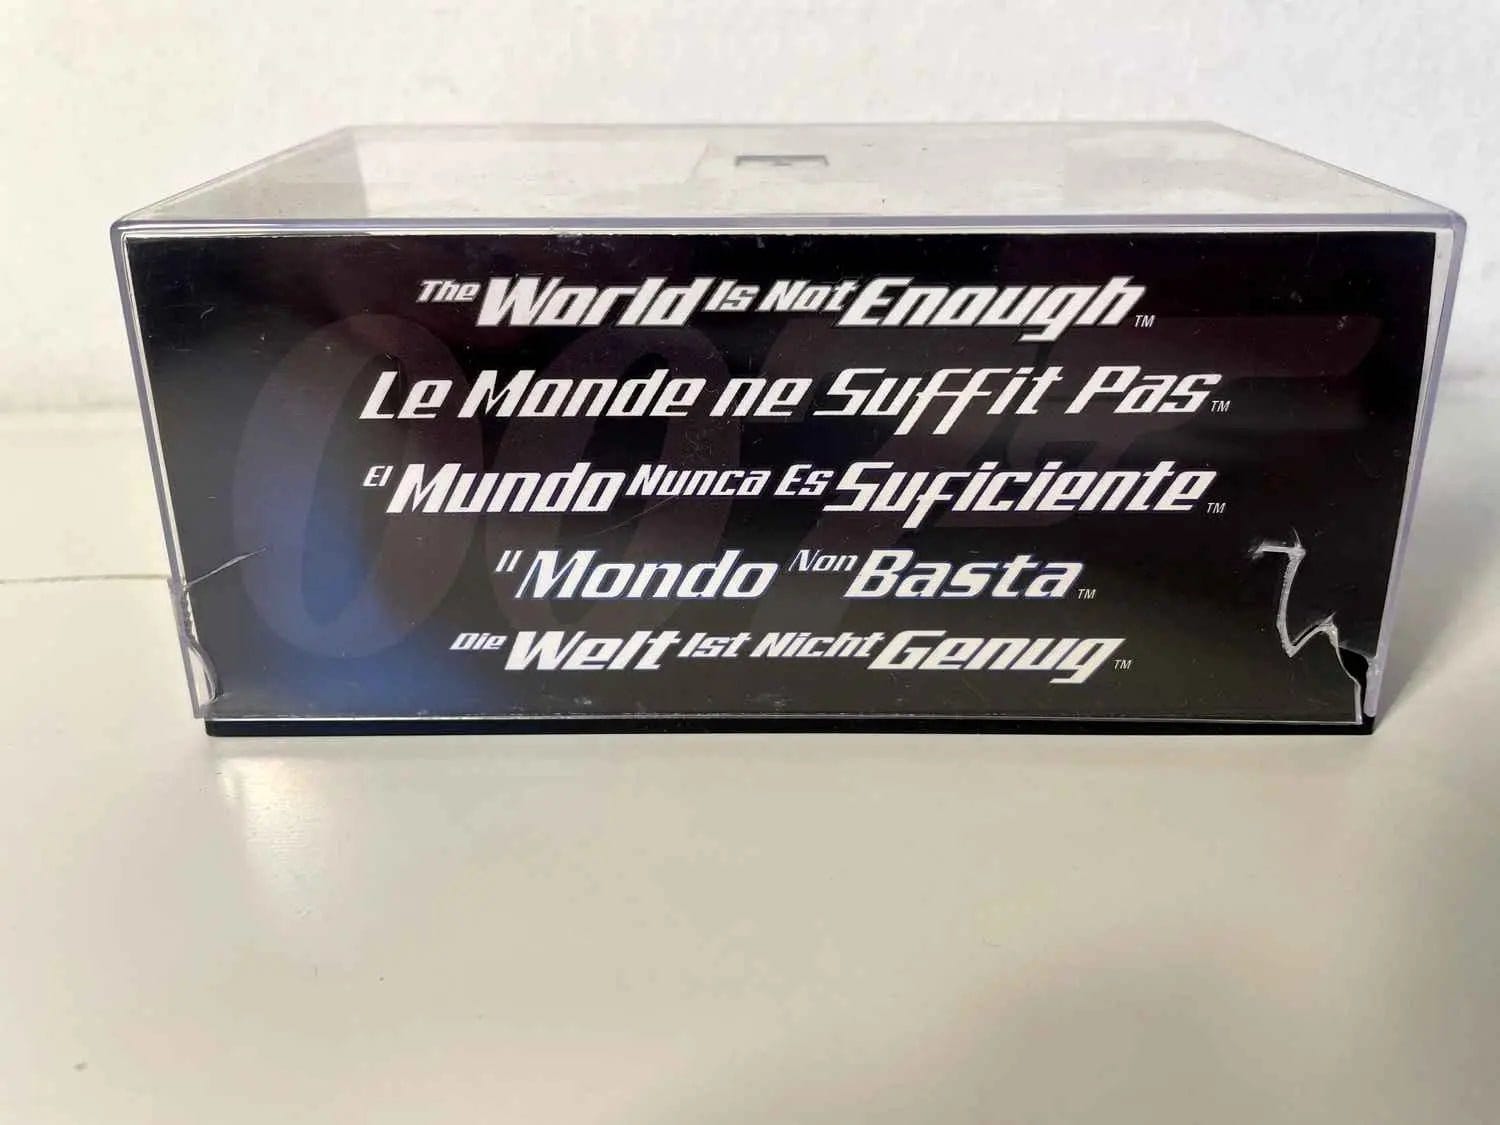 The World Is Not Enough™
Le Monde ne Suffit Pas™
El Mundo Nunca Es Suficiente™
Il Mondo Non Basta™
Die Welt Ist Nicht Genug™
007